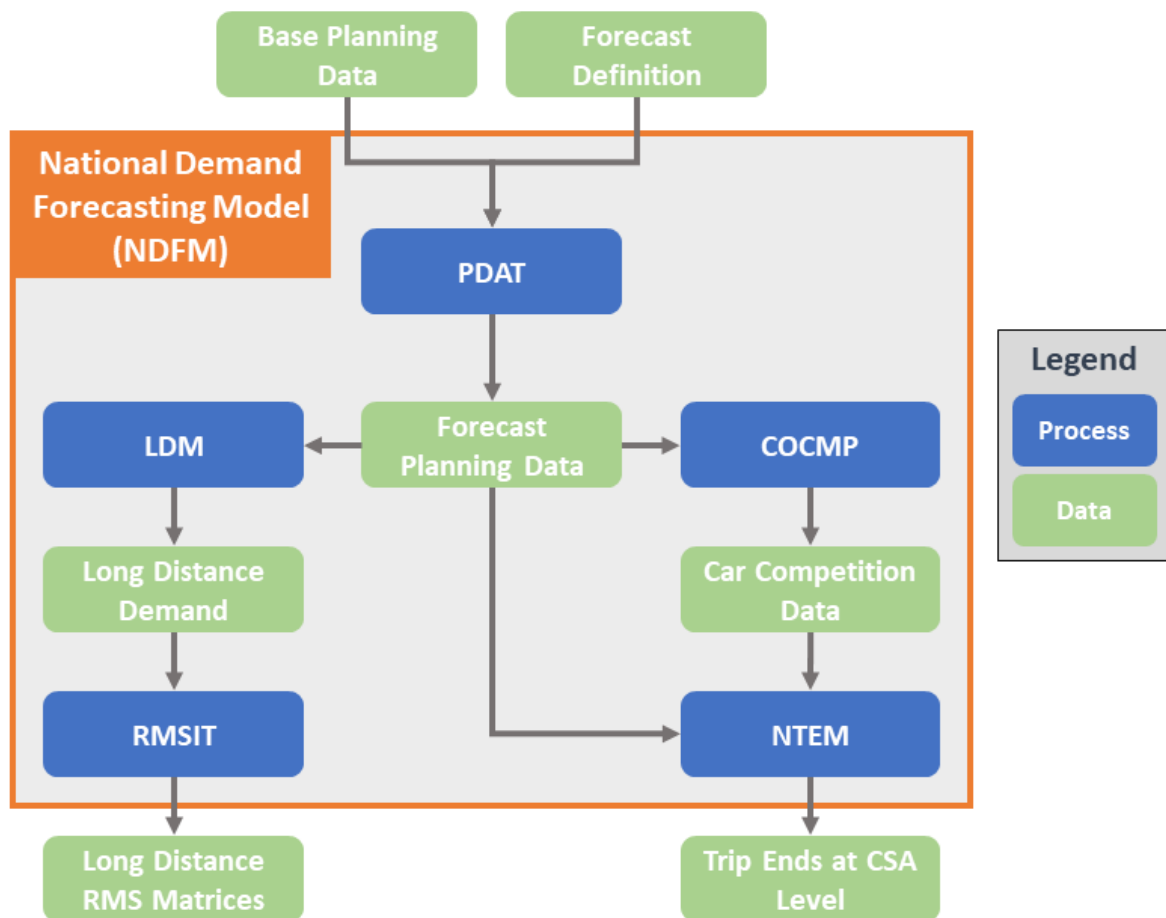 Base Planning
Data
Forecast
Definition
National Demand
Forecasting Model
(NDFM)
PDAT
LDM
Forecast
Planning Data
COCMP
Legend
Process
Data
Long Distance
Demand
Car Competition
Data
RMSIT
NTEM
Long Distance
RMS Matrices
Trip Ends at CSA
Level